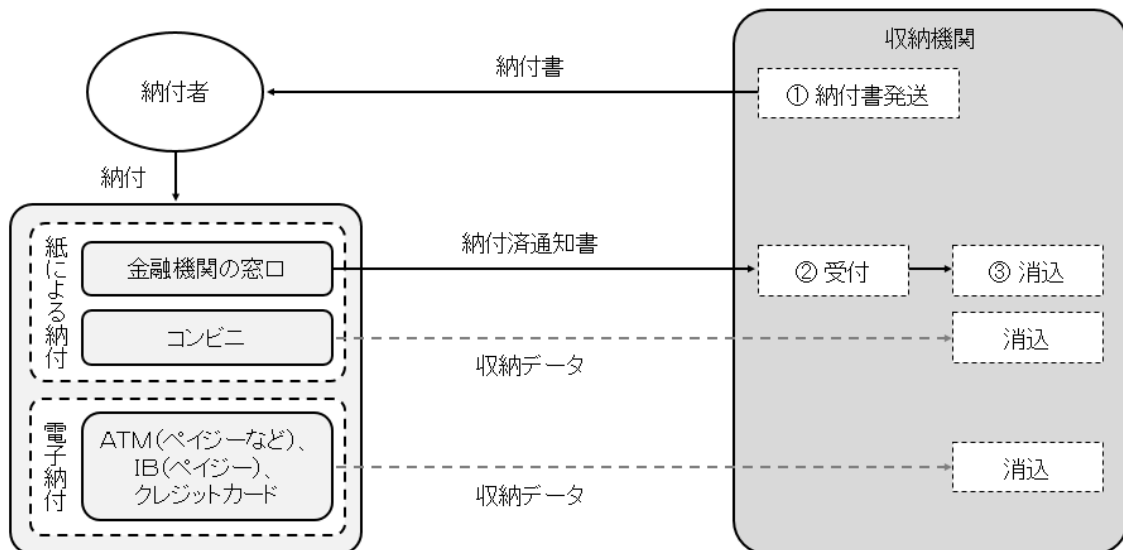 収納機関
納付書
納付者
① 納付書発送
納付
紙による納付
金融機関の窓口
納付済通知書
② 受付
③ 消込
コンビニ
収納データ
消込
電子納付
ATM(ペイジーなど)、
IB(ペイジー)、
クレジットカード
収納データ
消込